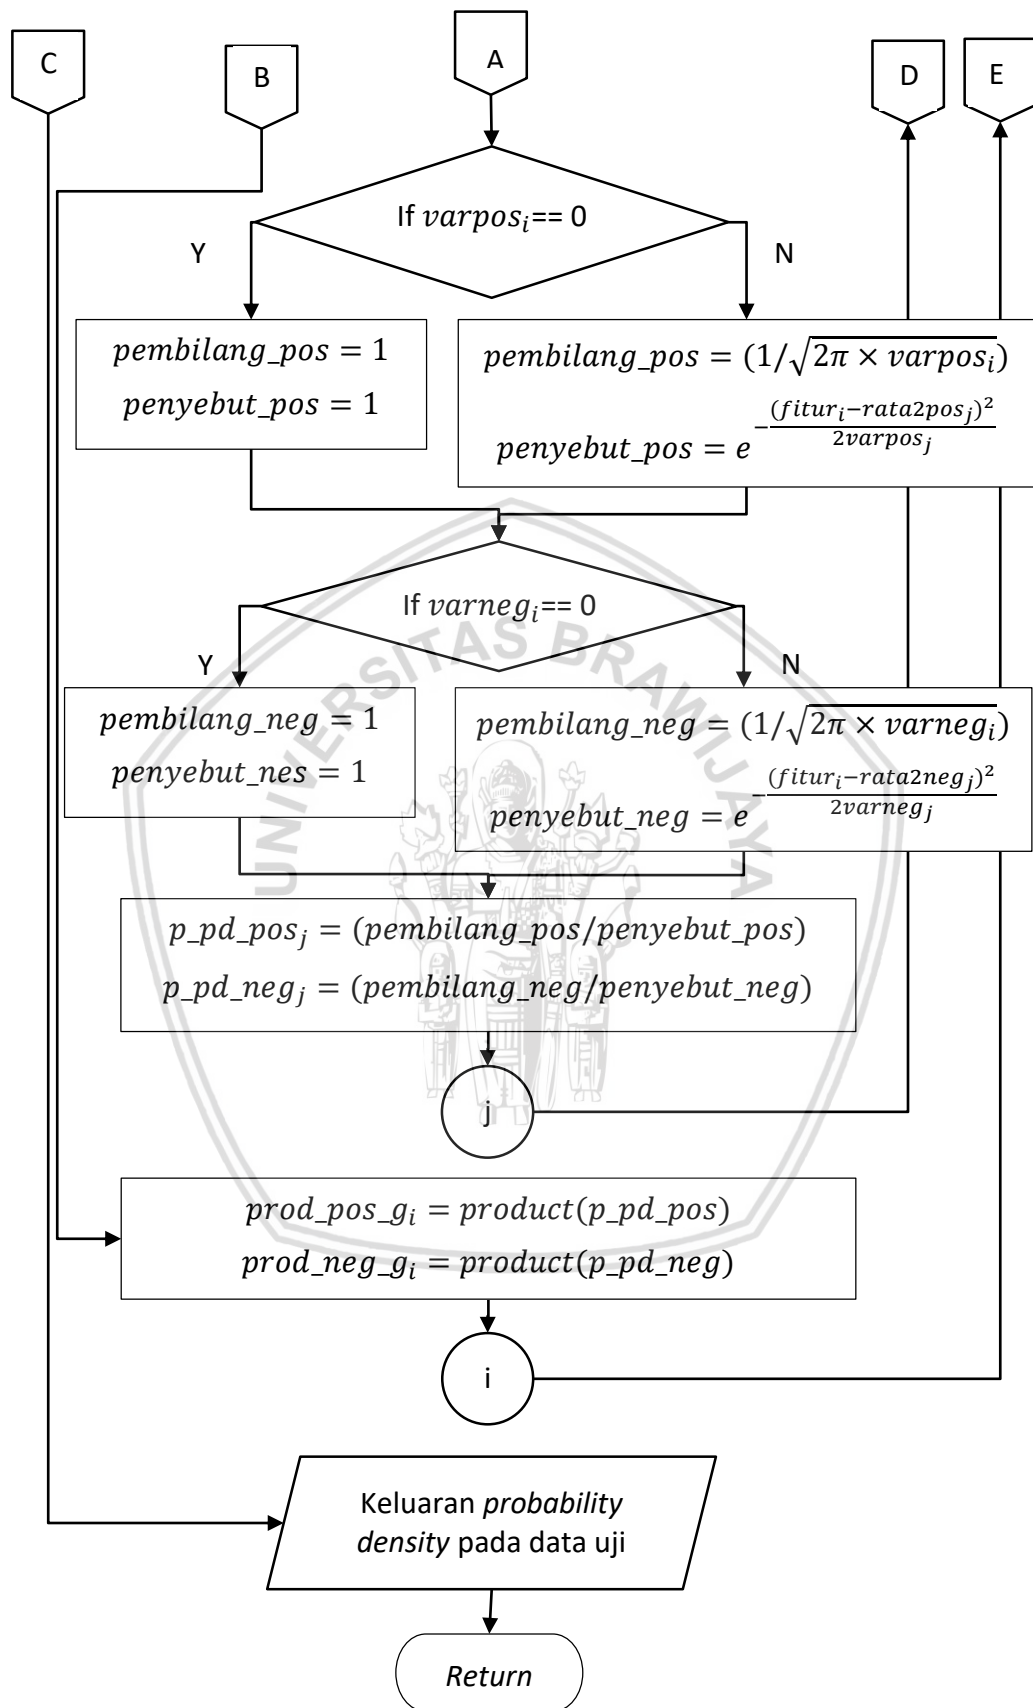 C B A D E
If varpos_i== 0
Y N
pembilang_pos = 1
penyebut_pos = 1
pembilang_pos = (1/√2π × varpos_i)
penyebut_pos = e^−(fitur_i−rata2pos_j)²/2varpos_j
If varneg_i== 0
Y N
pembilang_neg = 1
penyebut_nes = 1
pembilang_neg = (1/√2π × varneg_i)
penyebut_neg = e^−(fitur_i−rata2neg_j)²/2varneg_j
UNIVERSITAS BRAWIJAYA
p_pd_pos_j = (pembilang_pos/penyebut_pos)
p_pd_neg_j = (pembilang_neg/penyebut_neg)
j
prod_pos_g_i = product(p_pd_pos)
prod_neg_g_i = product(p_pd_neg)
i
Keluaran probability
density pada data uji
Return